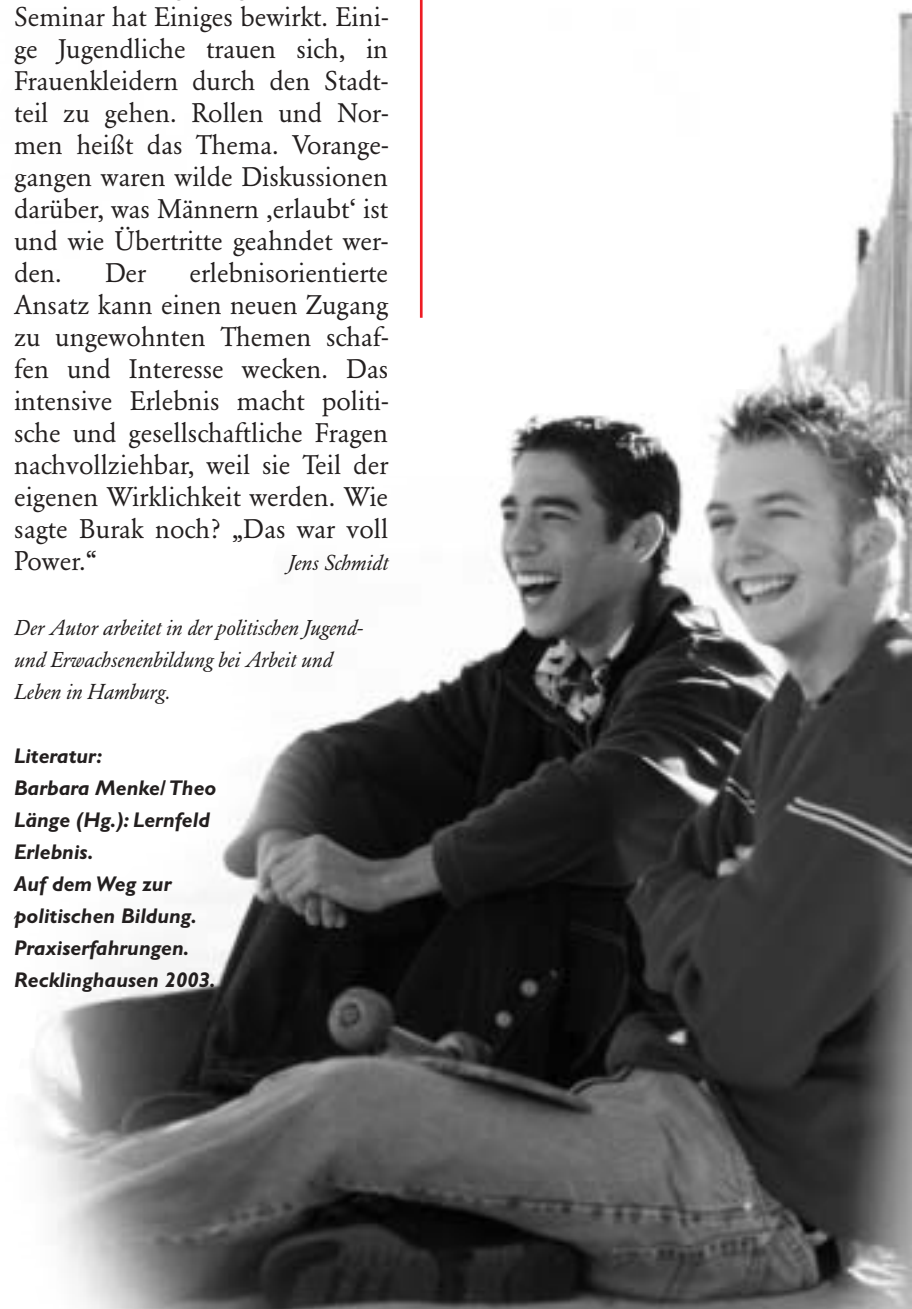 Seminar hat Einiges bewirkt. Eini-
ge Jugendliche trauen sich, in
Frauenkleidern durch den Stadt-
teil zu gehen. Rollen und Nor-
men heißt das Thema. Vorange-
gangen waren wilde Diskussionen
darüber, was Männern ‚erlaubt‘ ist
und wie Übertritte geahndet wer-
den. Der erlebnisorientierte
Ansatz kann einen neuen Zugang
zu ungewohnten Themen schaf-
fen und Interesse wecken. Das
intensive Erlebnis macht politi-
sche und gesellschaftliche Fragen
nachvollziehbar, weil sie Teil der
eigenen Wirklichkeit werden. Wie
sagte Burak noch? „Das war voll
Power.“ Jens Schmidt
Der Autor arbeitet in der politischen Jugend-
und Erwachsenenbildung bei Arbeit und
Leben in Hamburg.
Literatur:
Barbara Menke/ Theo
Länge (Hg.): Lernfeld
Erlebnis.
Auf dem Weg zur
politischen Bildung.
Praxiserfahrungen.
Recklinghausen 2003.